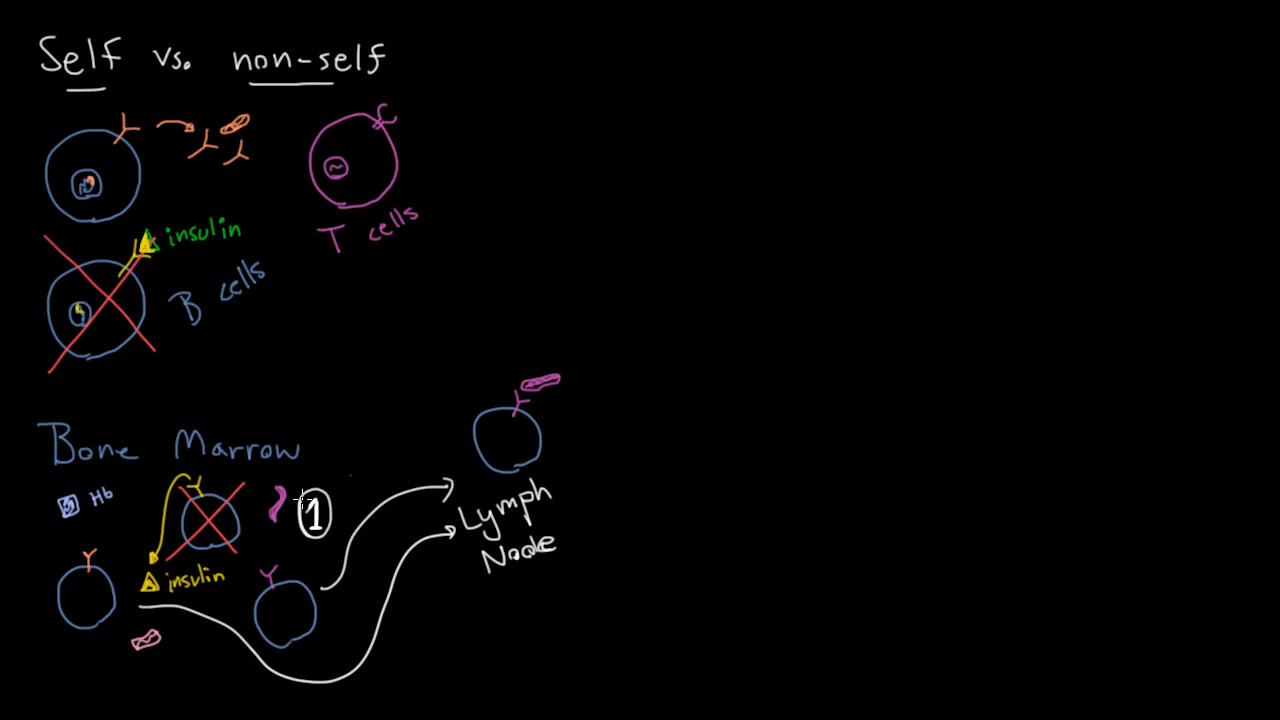 Self vs. non-self
insulin
T cells
B cells
Bone Marrow
Hb
1
insulin
Lymph
Node